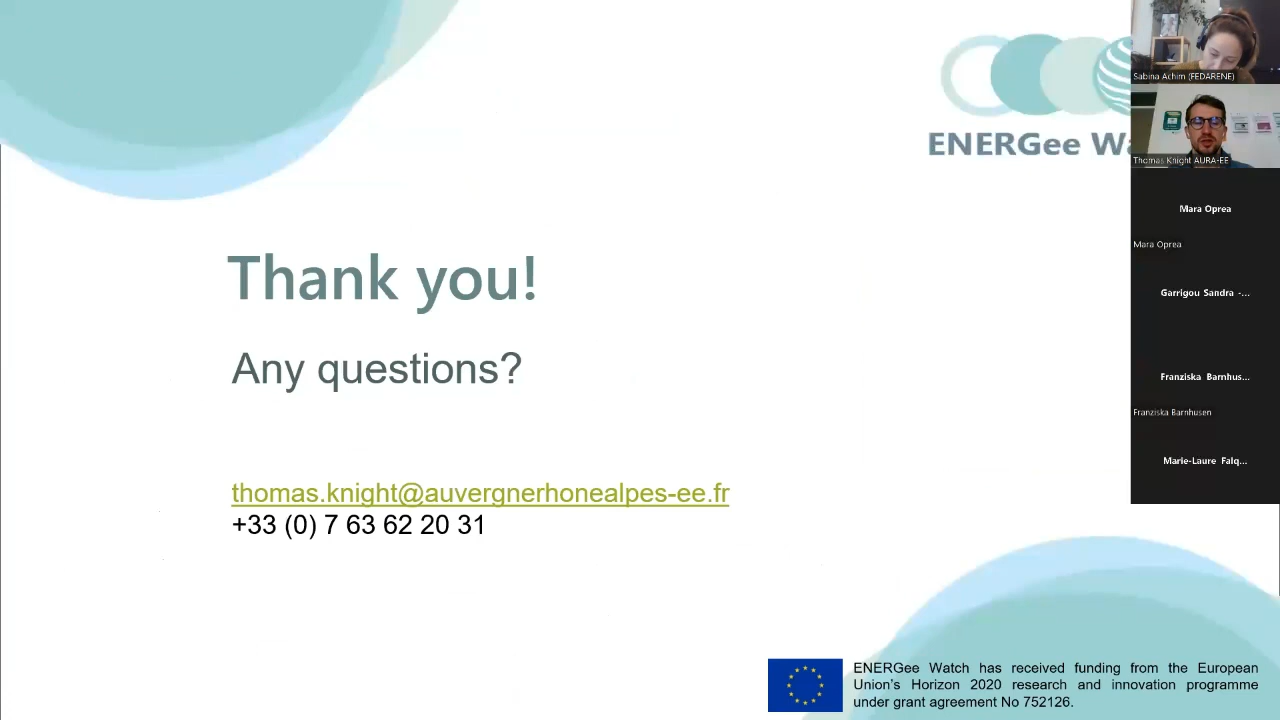 ENERGee Wa
Thank you!
Any questions?
thomas.knight@auvergnerhonealpes-ee.fr
+33 (0) 7 63 62 20 31
ENERGee Watch has received funding from the European
Union's Horizon 2020 research and innovation programme
under grant agreement No 752126.
Sabina Achim (FEDARENE)
Thomas Knight AURA-EE
Mara Oprea
Mara Oprea
Garrigou Sandra -...
Franziska Barnhus...
Franziska Barnhusen
Marie-Laure Falq...